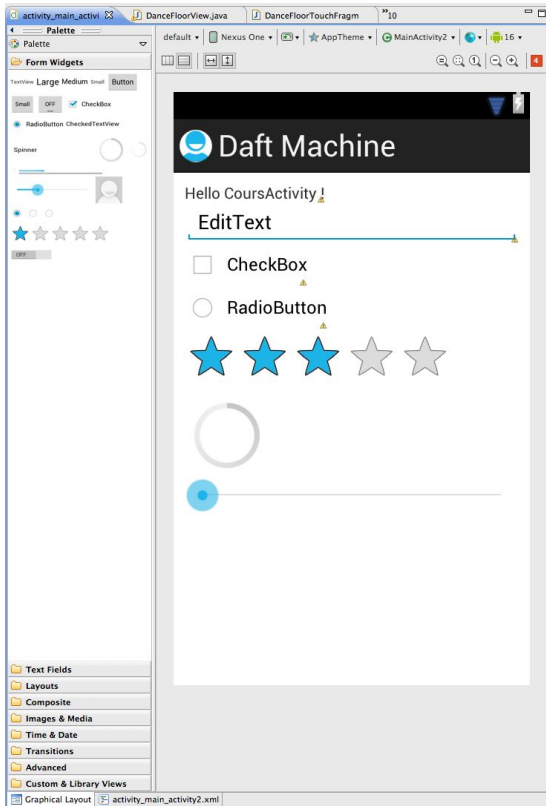 activity_main_activi
DanceFloorView.java
DanceFloorTouchFragm
"10
Palette
Palette
Form Widgets
TextView Large Medium Small Button
Small OFF CheckBox
RadioButton CheckedTextView
Spinner
OFF
Text Fields
Layouts
Composite
Images & Media
Time & Date
Transitions
Advanced
Custom & Library Views
Graphical Layout
activity_main_activity2.xml
default
Nexus One
AppTheme
MainActivity2
16
1
4
Daft Machine
Hello CoursActivity !
EditText
CheckBox
RadioButton